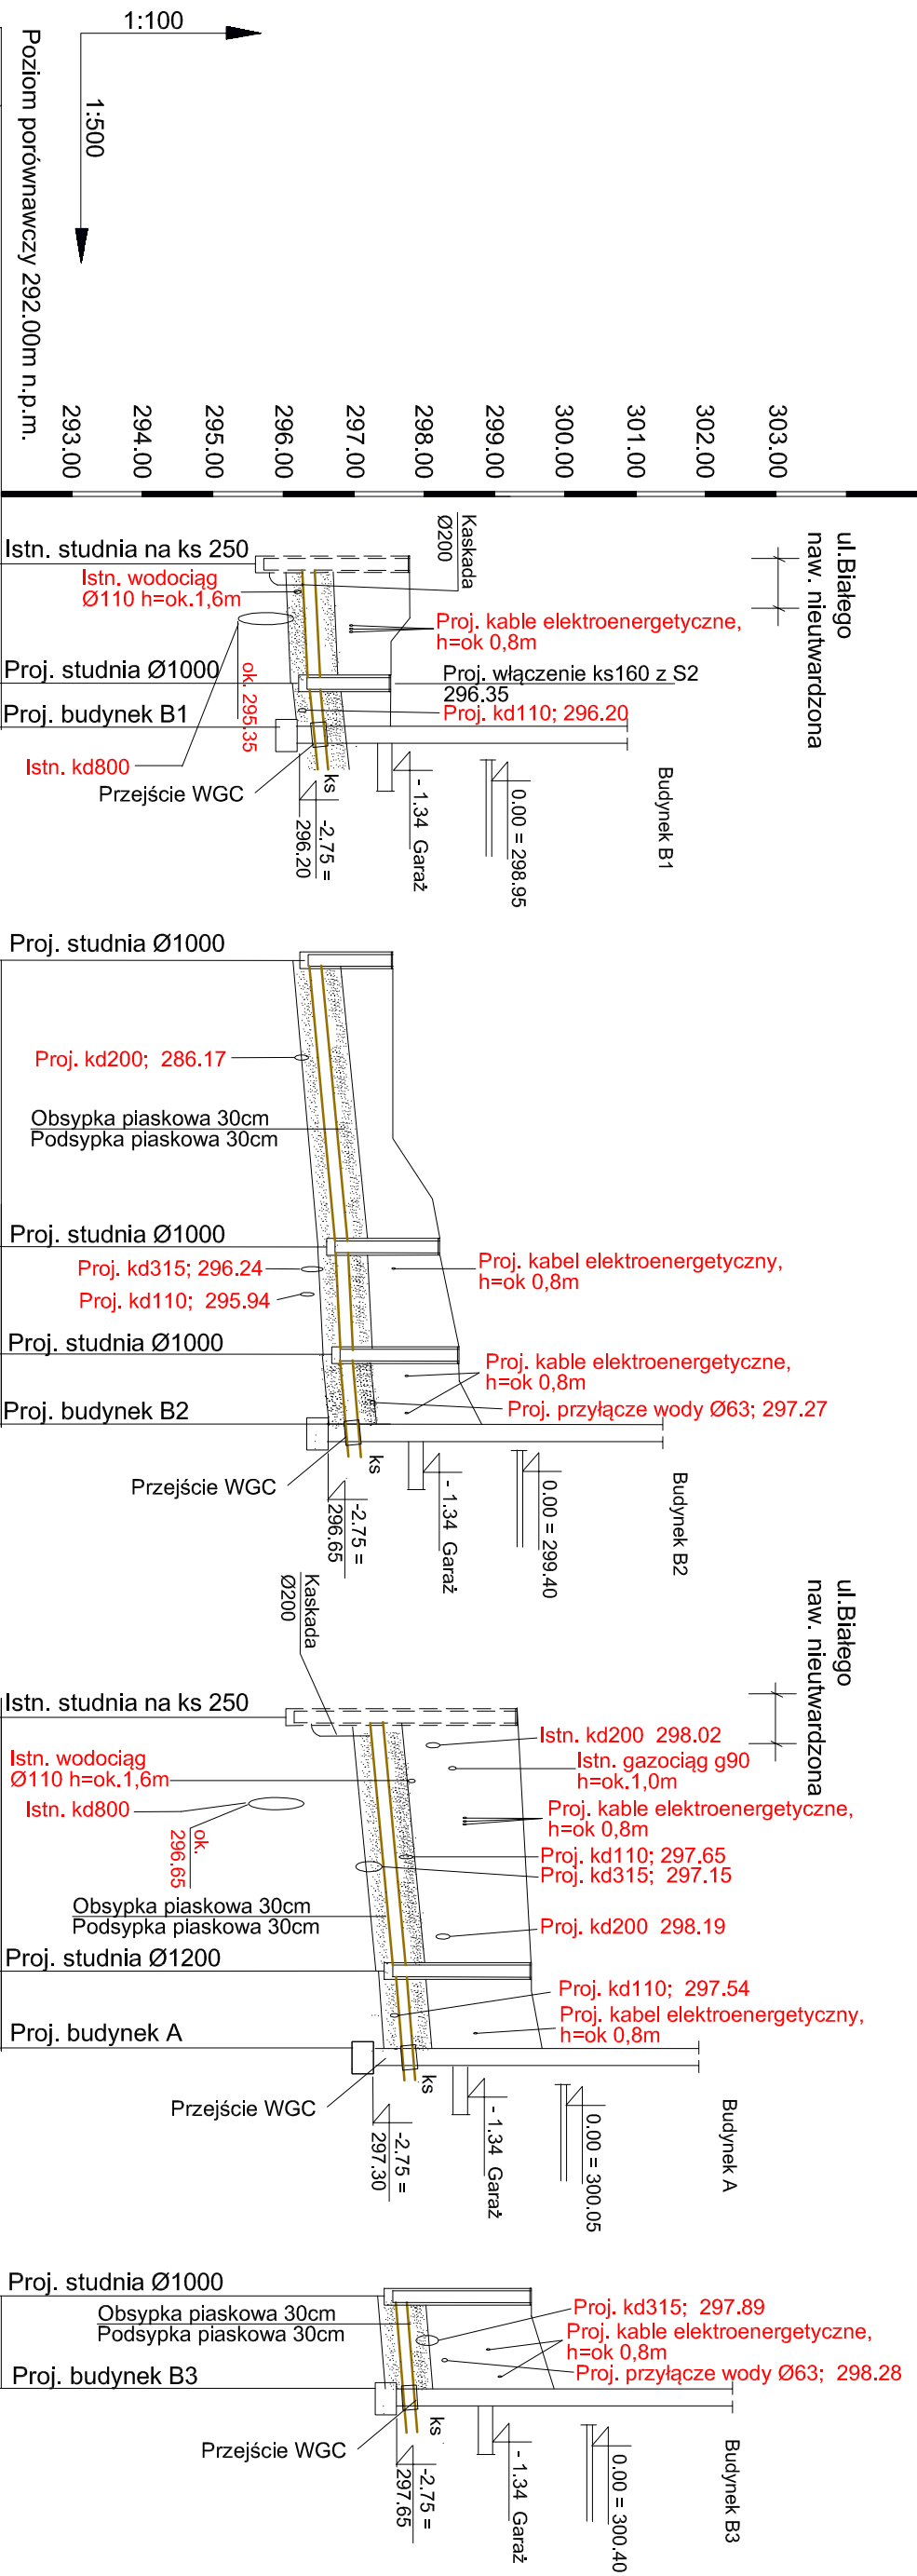 1:100
1:500
Poziom porównawczy 292.00m n.p.m.
293.00
294.00
295.00
296.00
297.00
298.00
299.00
300.00
301.00
302.00
303.00
ul.Białego
naw. nieutwardzona
Kaskada
Ø200
Istn. studnia na ks 250
Istn. wodociąg
Ø110 h=ok.1,6m
Proj. kable elektroenergetyczne,
h=ok 0,8m
Proj. studnia Ø1000
ok. 295.35
Proj. włączenie ks160 z S2
296.35
Proj. budynek B1
Proj. kd110; 296.20
Istn. kd800
Przejście WGC
ks
-2.75 =
296.20
- 1.34 Garaż
0.00 = 298.95
Budynek B1
Proj. studnia Ø1000
Proj. kd200; 286.17
Obsypka piaskowa 30cm
Podsypka piaskowa 30cm
Proj. studnia Ø1000
Proj. kd315; 296.24
Proj. kabel elektroenergetyczny,
h=ok 0,8m
Proj. kd110; 295.94
Proj. studnia Ø1000
Proj. kable elektroenergetyczne,
h=ok 0,8m
Proj. budynek B2
Proj. przyłącze wody Ø63; 297.27
Przejście WGC
ks
-2.75 =
296.65
- 1.34 Garaż
0.00 = 299.40
Budynek B2
ul.Białego
naw. nieutwardzona
Kaskada
Ø200
Istn. studnia na ks 250
Istn. kd200 298.02
Istn. wodociąg
Ø110 h=ok.1,6m
Istn. gazociąg g90
h=ok.1,0m
Istn. kd800
ok.
296.65
Proj. kable elektroenergetyczne,
h=ok 0,8m
Proj. kd110; 297.65
Proj. kd315; 297.15
Obsypka piaskowa 30cm
Podsypka piaskowa 30cm
Proj. kd200 298.19
Proj. studnia Ø1200
Proj. kd110; 297.54
Proj. kabel elektroenergetyczny,
h=ok 0,8m
Proj. budynek A
Przejście WGC
ks
-2.75 =
297.30
- 1.34 Garaż
0.00 = 300.05
Budynek A
Proj. studnia Ø1000
Obsypka piaskowa 30cm
Podsypka piaskowa 30cm
Proj. kd315; 297.89
Proj. kable elektroenergetyczne,
h=ok 0,8m
Proj. przyłącze wody Ø63; 298.28
Proj. budynek B3
Przejście WGC
ks
-2.75 =
297.65
- 1.34 Garaż
0.00 = 300.40
Budynek B3